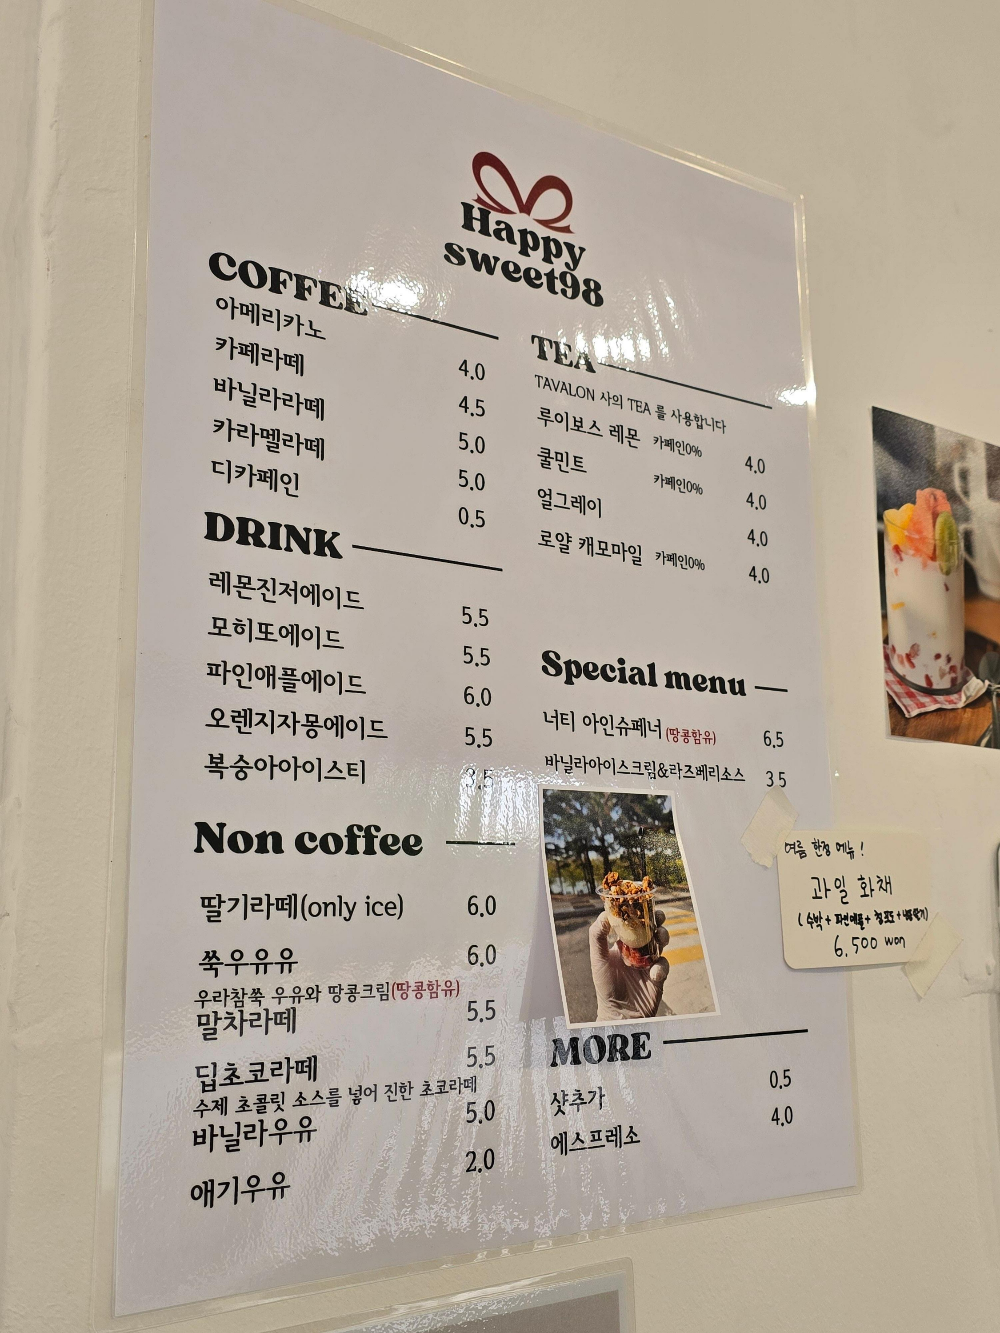 Happy
sweet98
COFFEE
아메리카노 4.0
카페라떼 4.5
바닐라라떼 5.0
카라멜라떼 5.0
디카페인 0.5
DRINK
레몬진저에이드 5.5
모히또에이드 5.5
파인애플에이드 6.0
오렌지자몽에이드 5.5
복숭아아이스티 3.5
Non coffee
딸기라떼(only ice) 6.0
쑥우유유 6.0
우라참쑥 우유와 땅콩크림(땅콩함유)
말차라떼 5.5
딥초코라떼 5.5
수제 초콜릿 소스를 넣어 진한 초코라떼
바닐라우유 5.0
애기우유 2.0
TEA
TAVALON 사의 TEA 를 사용합니다
루이보스 레몬 카페인0% 4.0
쿨민트 카페인0% 4.0
얼그레이 4.0
로얄 캐모마일 카페인0% 4.0
Special menu
너티 아인슈페너 (땅콩함유) 6.5
바닐라아이스크림&라즈베리소스 3.5
MORE
샷추가 0.5
에스프레소 4.0
여름 한정 메뉴!
과일 화채
(수박+파인애플+청포도+
6,500 won